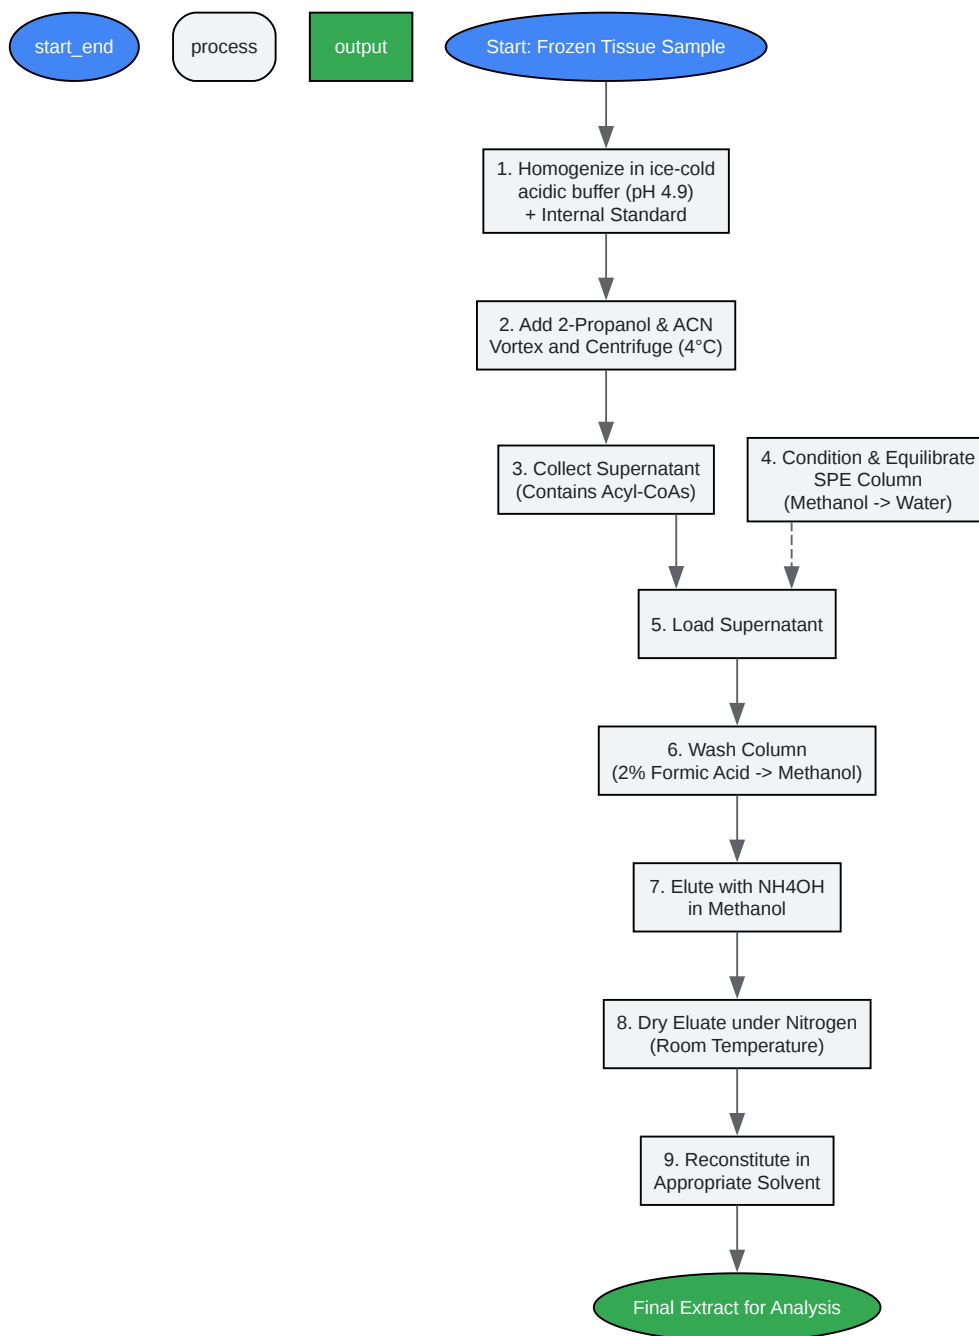 start_end
process
output
Start: Frozen Tissue Sample
1. Homogenize in ice-cold
acidic buffer (pH 4.9)
+ Internal Standard
2. Add 2-Propanol & ACN
Vortex and Centrifuge (4°C)
3. Collect Supernatant
(Contains Acyl-CoAs)
4. Condition & Equilibrate
SPE Column
(Methanol -> Water)
5. Load Supernatant
6. Wash Column
(2% Formic Acid -> Methanol)
7. Elute with NH4OH
in Methanol
8. Dry Eluate under Nitrogen
(Room Temperature)
9. Reconstitute in
Appropriate Solvent
Final Extract for Analysis